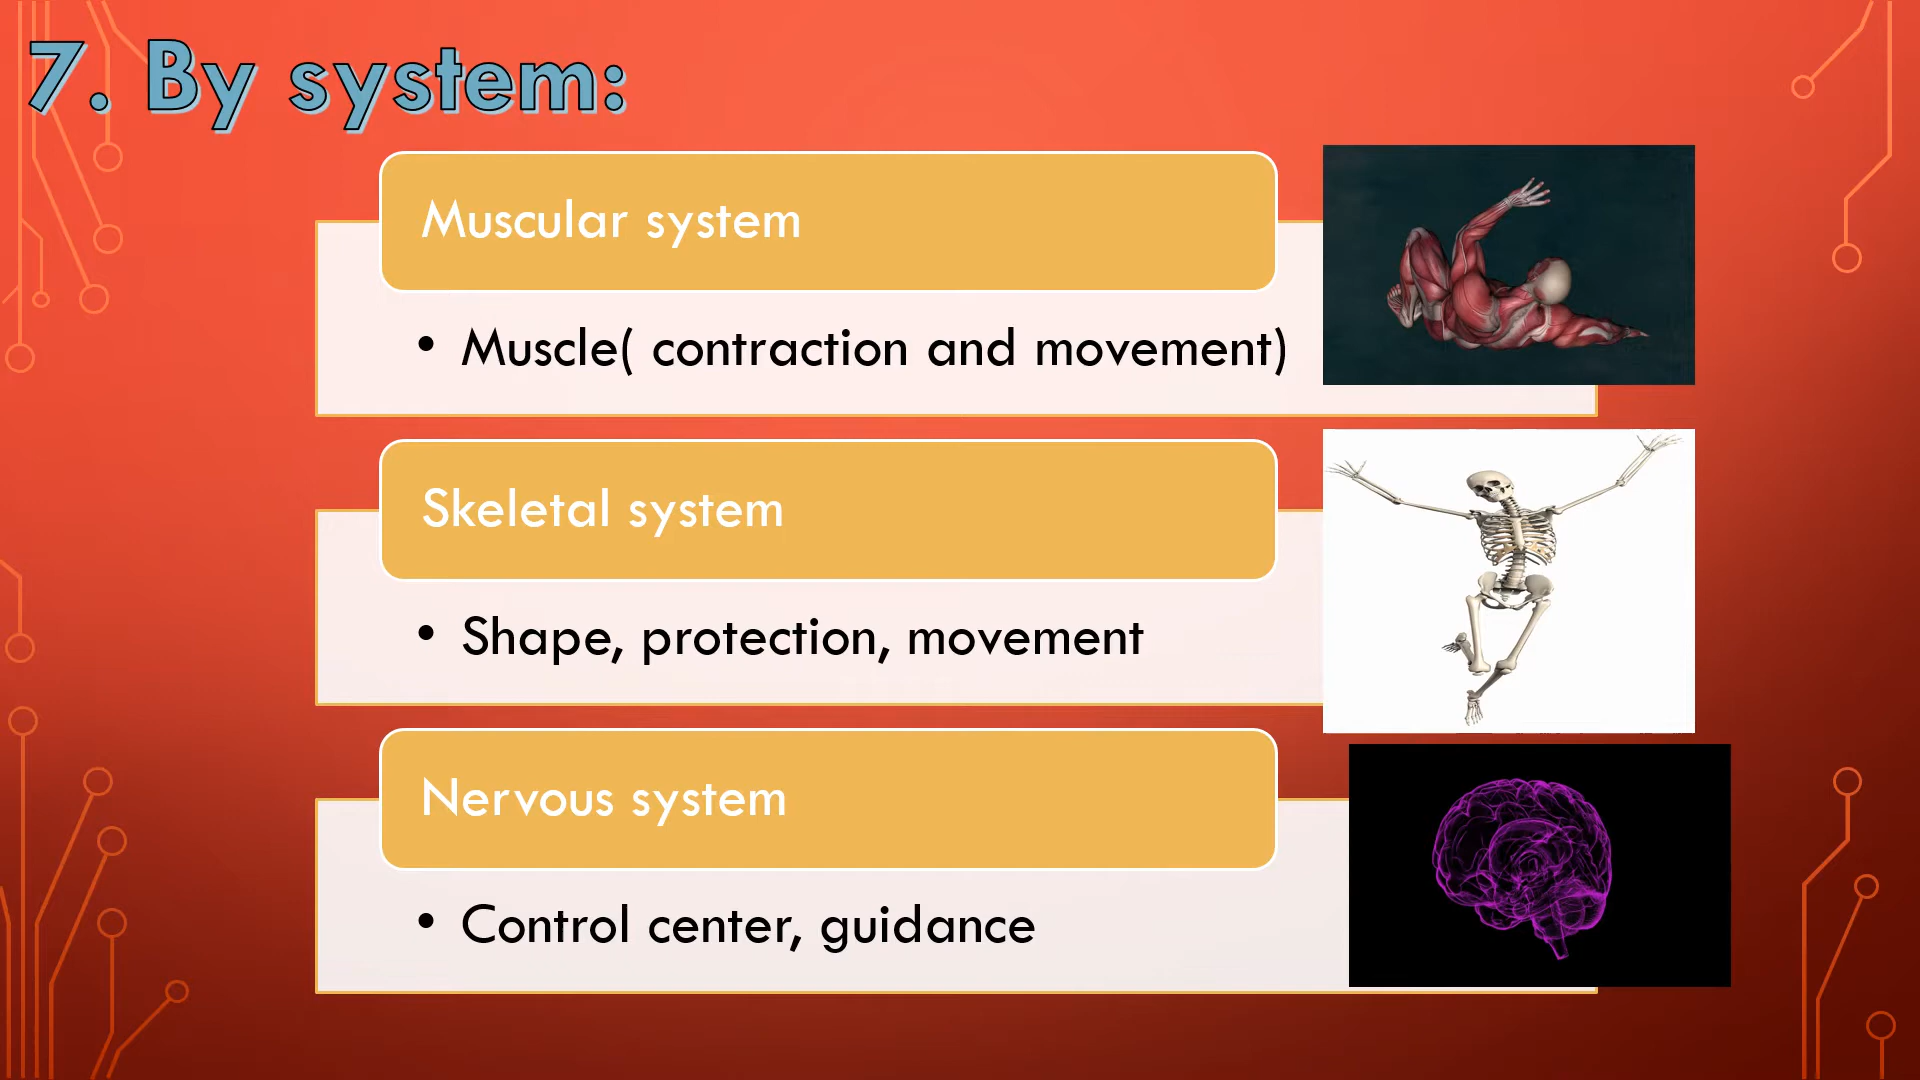 7. By system:
Muscular system
• Muscle( contraction and movement)
Skeletal system
• Shape, protection, movement
Nervous system
• Control center, guidance